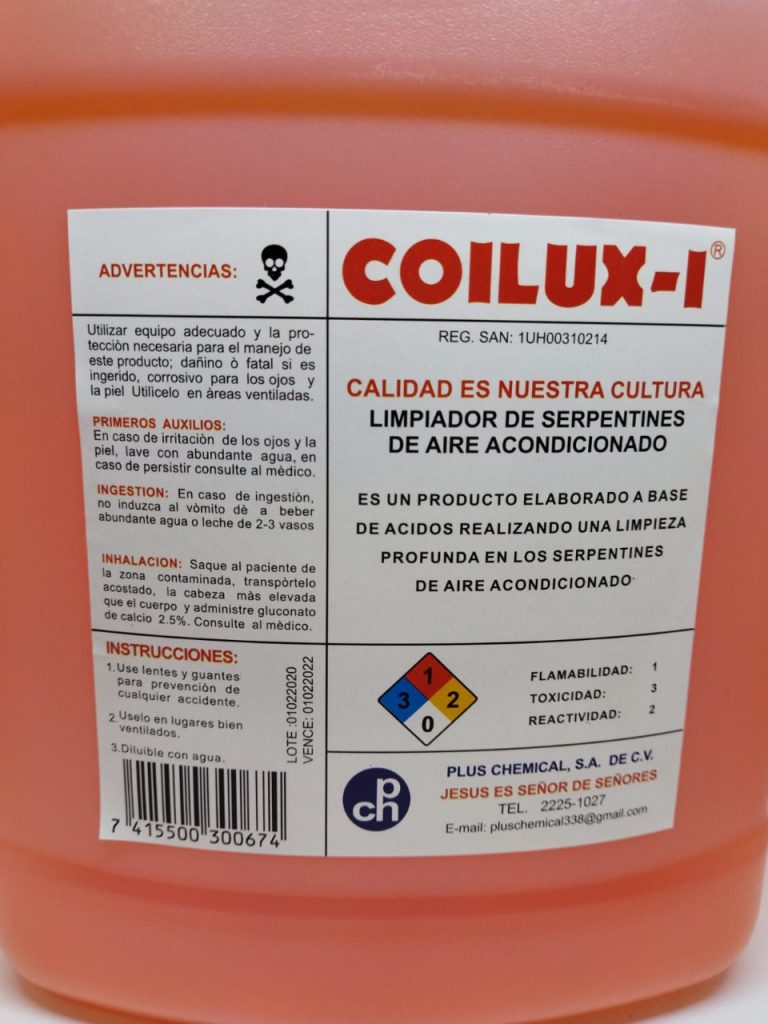 ADVERTENCIAS:
Utilizar equipo adecuado y la pro-
tecciòn necesaria para el manejo de
este producto; dañino ò fatal si es
ingerido, corrosivo para los ojos y
la piel Utilìcelo en àreas ventiladas.
PRIMEROS AUXILIOS:
En caso de irritaciòn de los ojos y la
piel, lave con abundante agua, en
caso de persistir consulte al mèdico.
INGESTION: En caso de ingestiòn,
no induzca al vòmito dè a beber
abundante agua o leche de 2-3 vasos
INHALACION: Saque al paciente de
la zona contaminada, transpòrtelo
acostado, la cabeza màs elevada
que el cuerpo y administre gluconato
de calcio 2.5%. Consulte al mèdico.
INSTRUCCIONES:
1.Use lentes y guantes
para prevención de
cualquier accidente.
2.Uselo en lugares bien
ventilados.
3.Diluible con agua.
LOTE :01022020
VENCE: 01022022
7 415500 300674
COILUX-I®
REG. SAN: 1UH00310214
CALIDAD ES NUESTRA CULTURA
LIMPIADOR DE SERPENTINES
DE AIRE ACONDICIONADO
ES UN PRODUCTO ELABORADO A BASE
DE ACIDOS REALIZANDO UNA LIMPIEZA
PROFUNDA EN LOS SERPENTINES
DE AIRE ACONDICIONADO.
1
3 2
0
FLAMABILIDAD: 1
TOXICIDAD: 3
REACTIVIDAD: 2
pch
PLUS CHEMICAL, S.A. DE C.V.
JESUS ES SEÑOR DE SEÑORES
TEL. 2225-1027
E-mail: pluschemical338@gmail.com